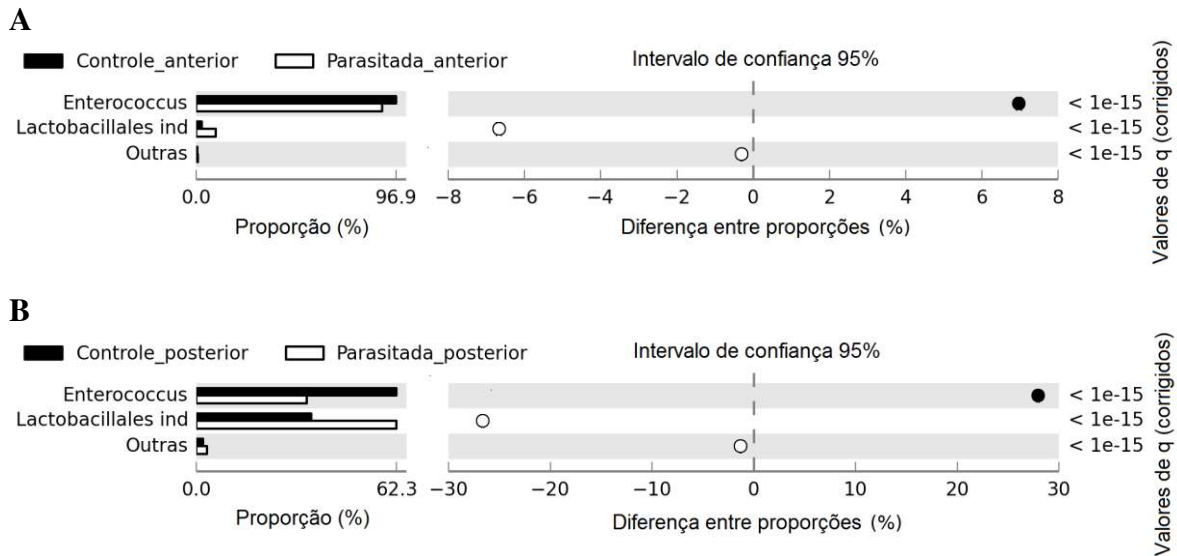 A
Controle_anterior Parasitada_anterior Intervalo de confiança 95%
Enterococcus < 1e-15
Lactobacillales ind < 1e-15
Outras < 1e-15
0.0 96.9 −8 −6 −4 −2 0 2 4 6 8
Proporção (%) Diferença entre proporções (%)
Valores de q (corrigidos)
B
Controle_posterior Parasitada_posterior Intervalo de confiança 95%
Enterococcus < 1e-15
Lactobacillales ind < 1e-15
Outras < 1e-15
0.0 62.3 −30 −20 −10 0 10 20 30
Proporção (%) Diferença entre proporções (%)
Valores de q (corrigidos)